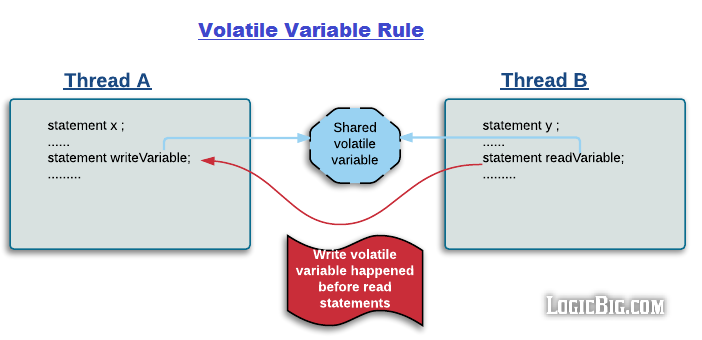 Volatile Variable Rule
Thread A
Thread B
statement x ;
......
statement writeVariable;
.........
Shared
volatile
variable
statement y ;
......
statement readVariable;
.........
Write volatile
variable happened
before read
statements
LogicBig.com